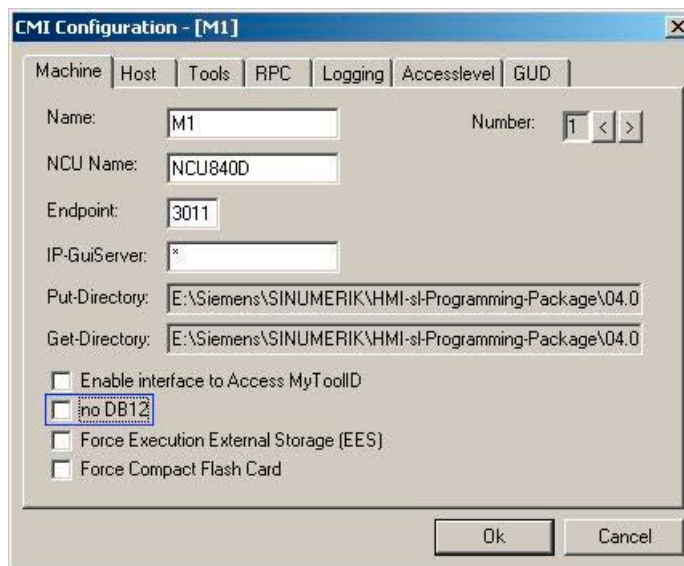 CMI Configuration - [M1]
Machine Host Tools RPC Logging Accesslevel GUD
Name: M1 Number: 1 < >
NCU Name: NCU840D
Endpoint: 3011
IP-GuiServer: *
Put-Directory: E:\Siemens\SINUMERIK\HMI-sl-Programming-Package\04.0
Get-Directory: E:\Siemens\SINUMERIK\HMI-sl-Programming-Package\04.0
Enable interface to Access MyToolID
no DB12
Force Execution External Storage (EES)
Force Compact Flash Card
Ok Cancel